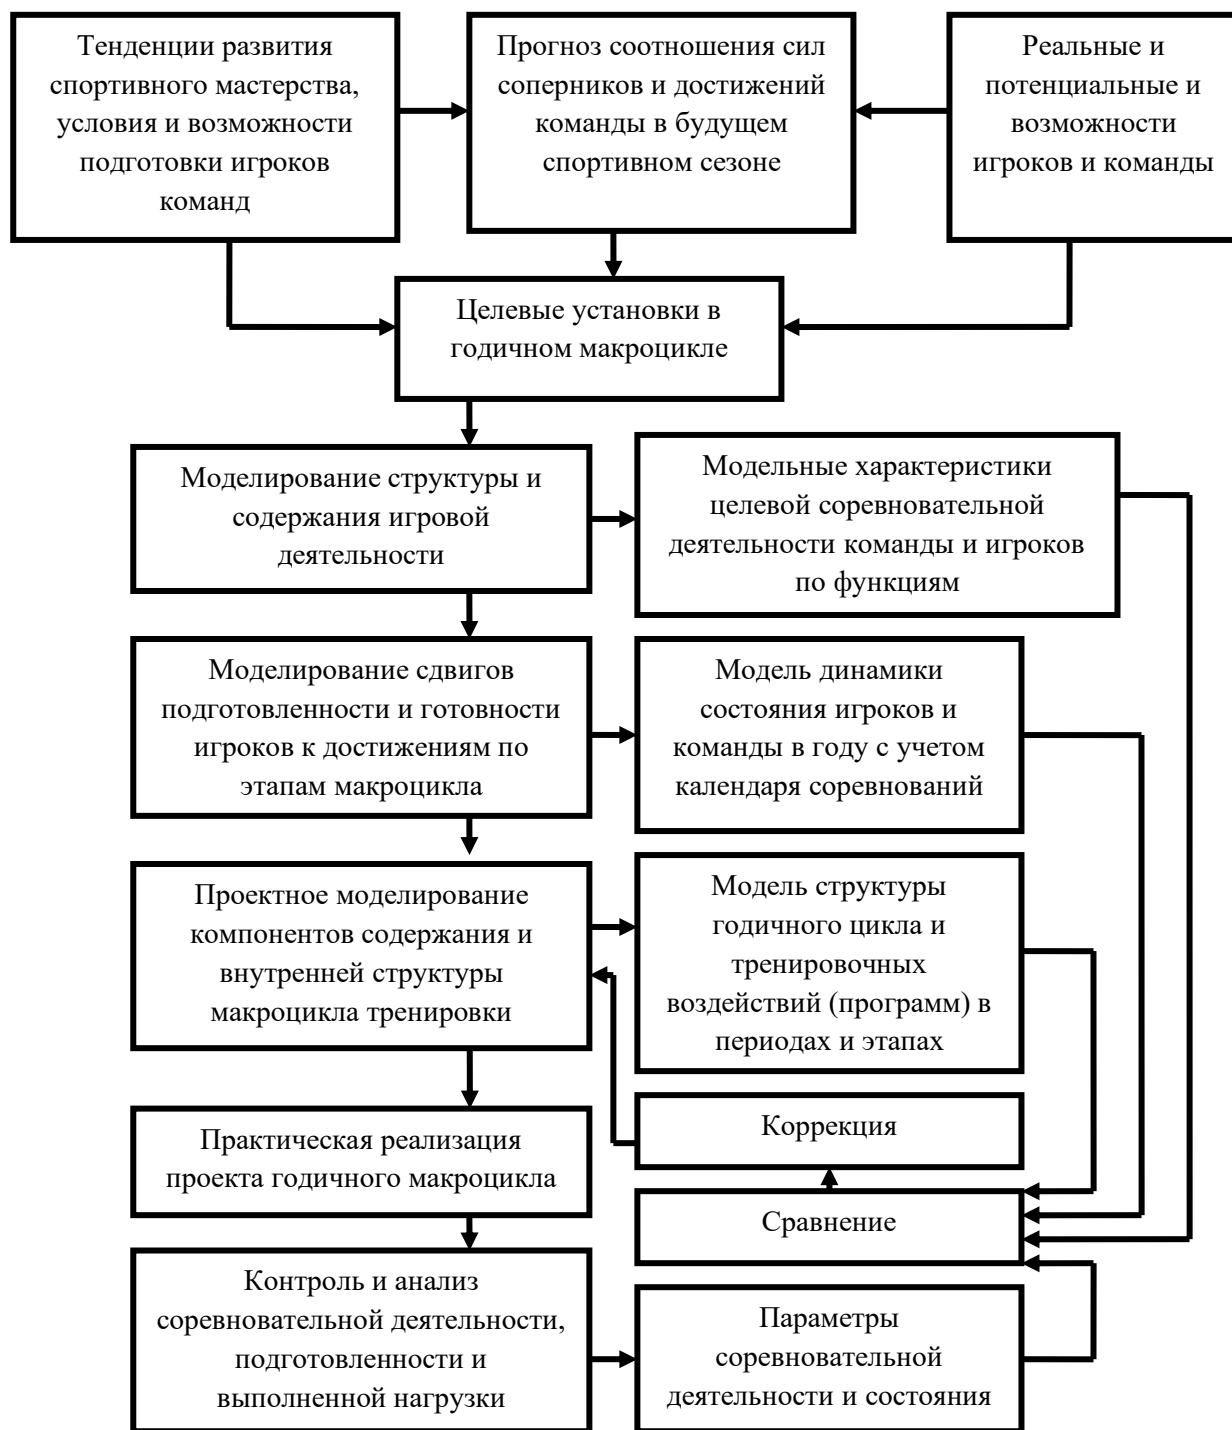 Тенденции развития
спортивного мастерства,
условия и возможности
подготовки игроков
команд
Прогноз соотношения сил
соперников и достижений
команды в будущем
спортивном сезоне
Реальные и
потенциальные и
возможности
игроков и команды
Целевые установки в
годичном макроцикле
Моделирование структуры и
содержания игровой
деятельности
Модельные характеристики
целевой соревновательной
деятельности команды и игроков
по функциям
Моделирование сдвигов
подготовленности и готовности
игроков к достижениям по
этапам макроцикла
Модель динамики
состояния игроков и
команды в году с учетом
календаря соревнований
Проектное моделирование
компонентов содержания и
внутренней структуры
макроцикла тренировки
Модель структуры
годичного цикла и
тренировочных
воздействий (программ) в
периодах и этапах
Коррекция
Практическая реализация
проекта годичного макроцикла
Сравнение
Контроль и анализ
соревновательной деятельности,
подготовленности и
выполненной нагрузки
Параметры
соревновательной
деятельности и состояния